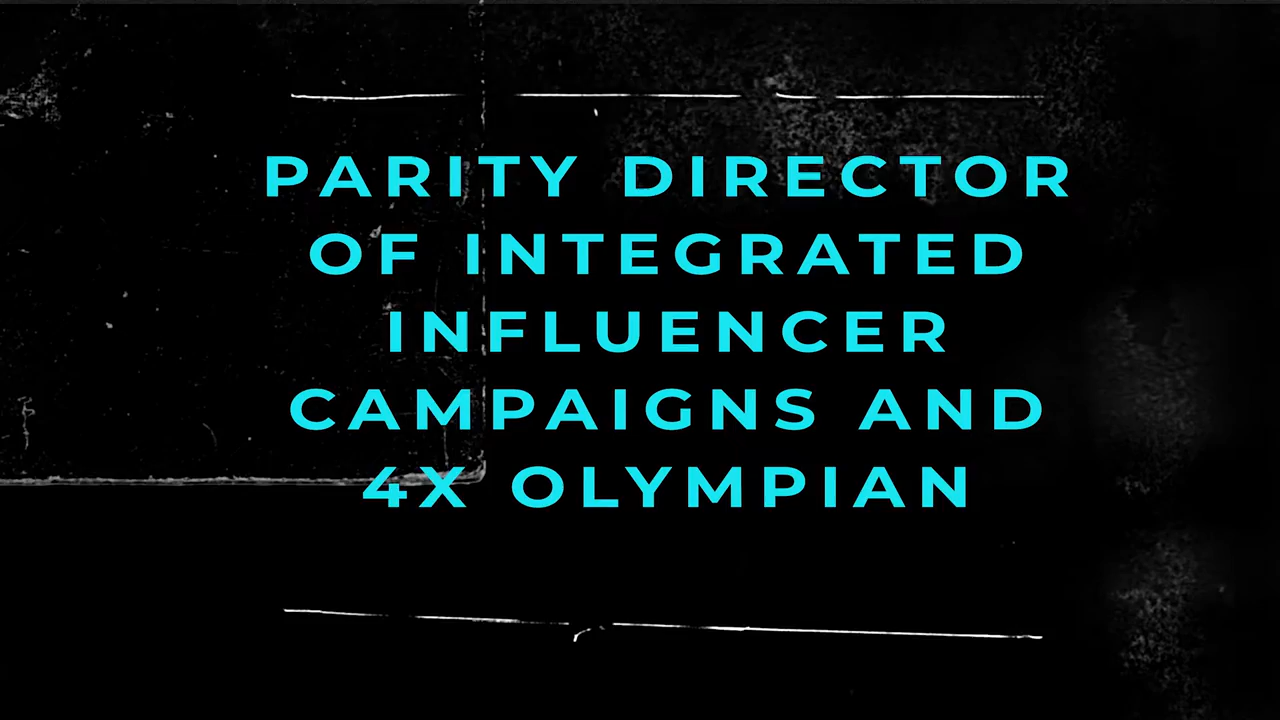 PARITY DIRECTOR
OF INTEGRATED
INFLUENCER
CAMPAIGNS AND
4X OLYMPIAN